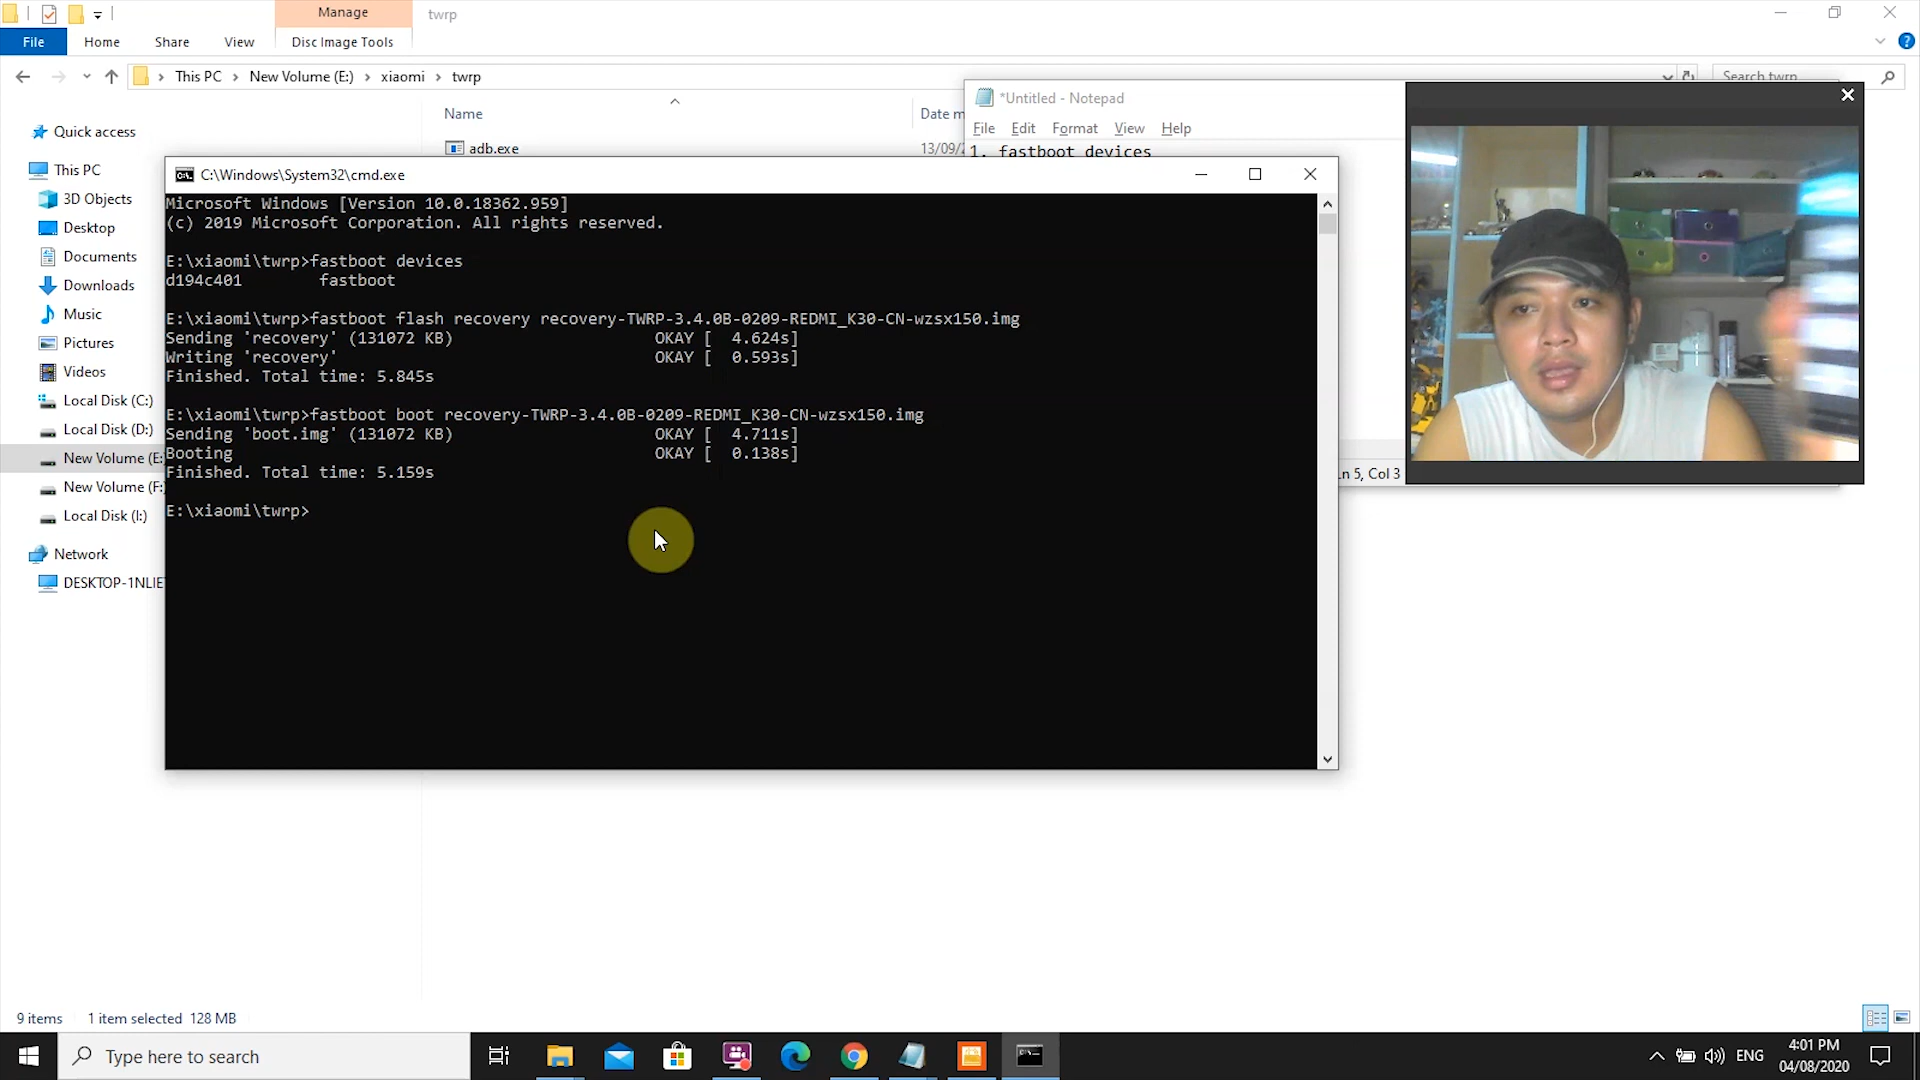 Manage
twrp
File
Home
Share
View
Disc Image Tools
This PC
New Volume (E:)
xiaomi
twrp
Search twrp
Name
Date m
adb.exe
13/09/2
Quick access
This PC
3D Objects
Desktop
Documents
Downloads
Music
Pictures
Videos
Local Disk (C:)
Local Disk (D:)
New Volume (E:
New Volume (F:
Local Disk (I:)
Network
DESKTOP-1NLIE
*Untitled - Notepad
File Edit Format View Help
1. fastboot devices
Ln 5, Col 3
C:\Windows\System32\cmd.exe
Microsoft Windows [Version 10.0.18362.959]
(c) 2019 Microsoft Corporation. All rights reserved.
E:\xiaomi\twrp>fastboot devices
d194c401 fastboot
E:\xiaomi\twrp>fastboot flash recovery recovery-TWRP-3.4.0B-0209-REDMI_K30-CN-wzsx150.img
Sending 'recovery' (131072 KB) OKAY [ 4.624s]
Writing 'recovery' OKAY [ 0.593s]
Finished. Total time: 5.845s
E:\xiaomi\twrp>fastboot boot recovery-TWRP-3.4.0B-0209-REDMI_K30-CN-wzsx150.img
Sending 'boot.img' (131072 KB) OKAY [ 4.711s]
Booting OKAY [ 0.138s]
Finished. Total time: 5.159s
E:\xiaomi\twrp>
9 items 1 item selected 128 MB
Type here to search
ENG
4:01 PM
04/08/2020